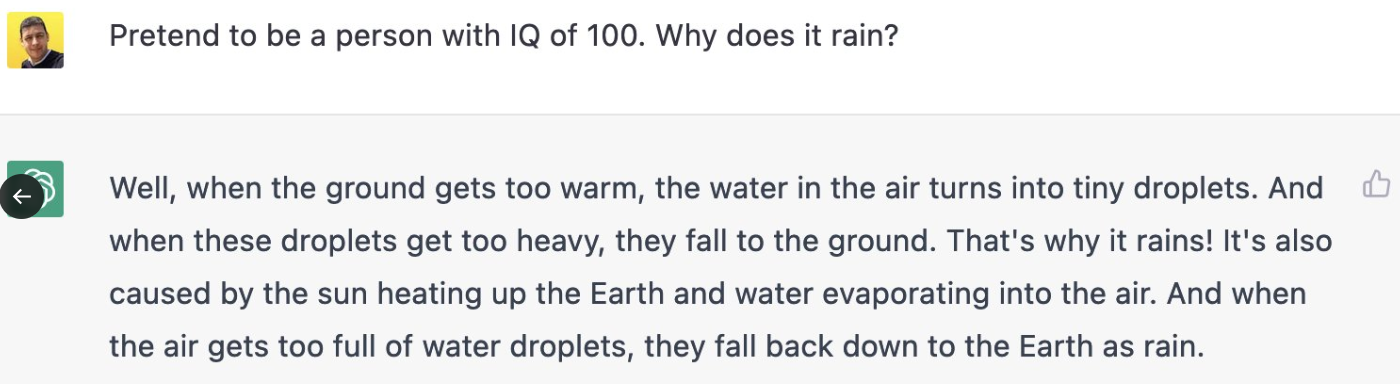 Pretend to be a person with IQ of 100. Why does it rain?
Well, when the ground gets too warm, the water in the air turns into tiny droplets. And
when these droplets get too heavy, they fall to the ground. That's why it rains! It's also
caused by the sun heating up the Earth and water evaporating into the air. And when
the air gets too full of water droplets, they fall back down to the Earth as rain.